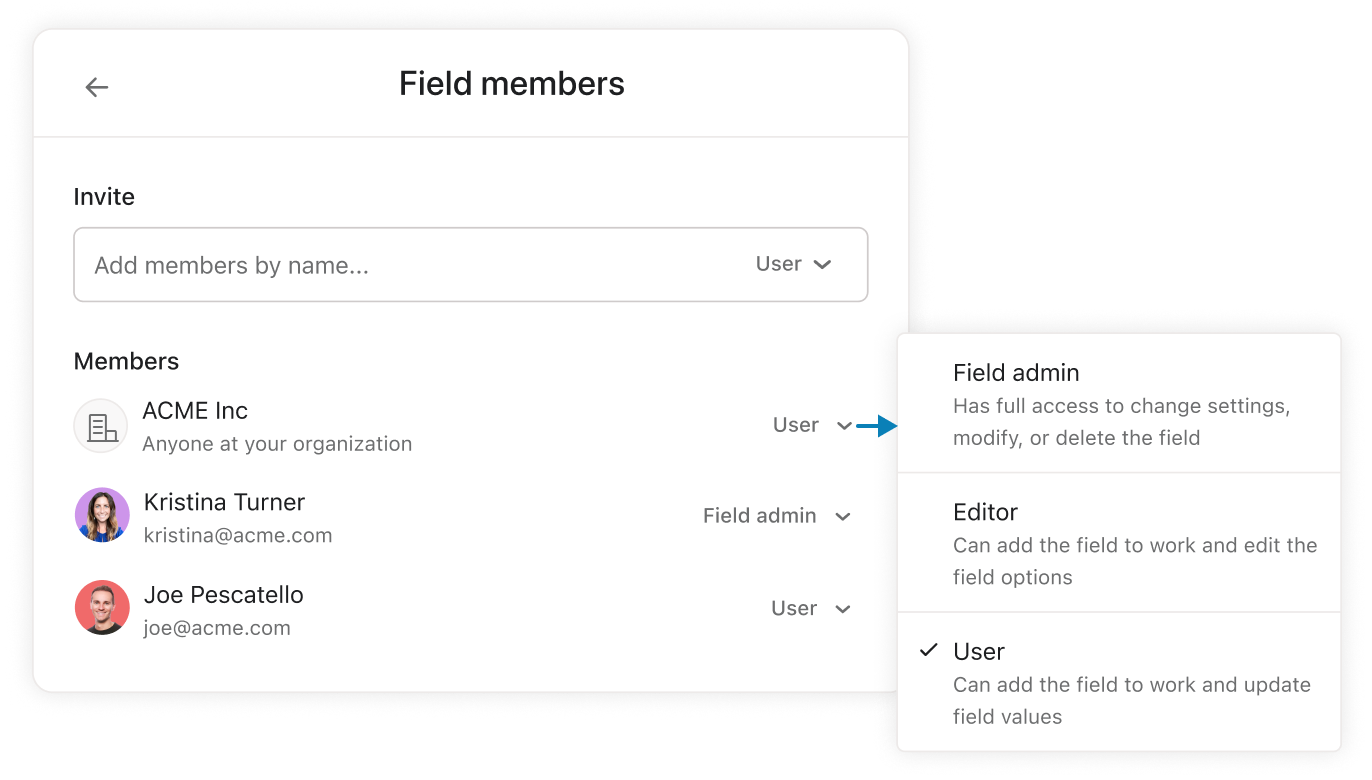 Field members
Invite
Add members by name...
User
Members
ACME Inc
Anyone at your organization
User
Kristina Turner
kristina@acme.com
Field admin
Joe Pescatello
joe@acme.com
User
Field admin
Has full access to change settings,
modify, or delete the field
Editor
Can add the field to work and edit the
field options
User
Can add the field to work and update
field values